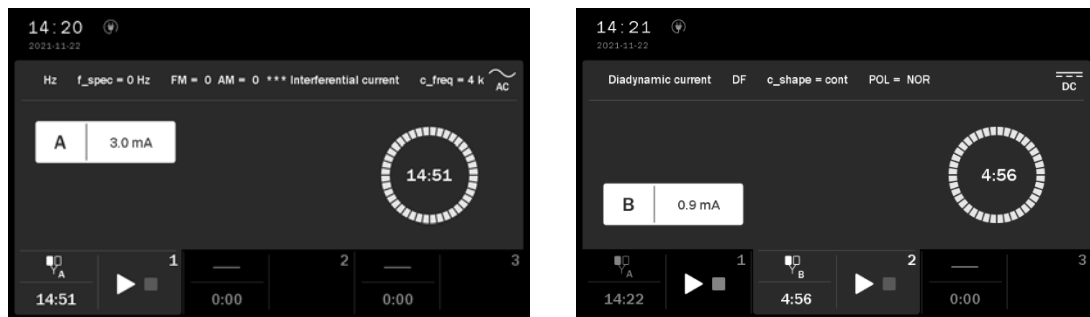 14:20
2021-11-22
Hz f_spec = 0 Hz FM = 0 AM = 0 *** Interferential current c_freq = 4 k AC
A 3.0 mA
14:51
1 2 3
A
14:51 0:00 0:00
14:21
2021-11-22
Diadynamic current DF c_shape = cont POL = NOR DC
4:56
B 0.9 mA
1 2 3
A B
14:22 4:56 0:00